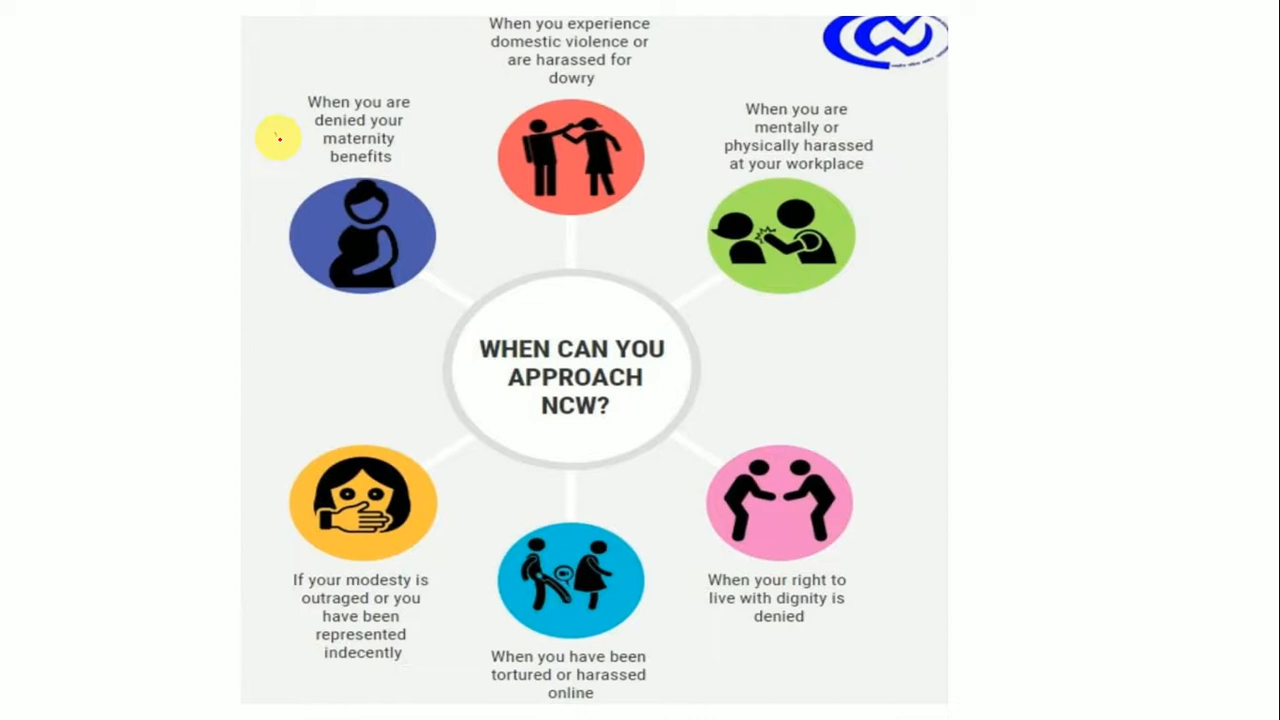 When you experience
domestic violence or
are harassed for
dowry
When you are
denied your
maternity
benefits
When you are
mentally or
physically harassed
at your workplace
WHEN CAN YOU
APPROACH
NCW?
If your modesty is
outraged or you
have been
represented
indecently
When you have been
tortured or harassed
online
When your right to
live with dignity is
denied